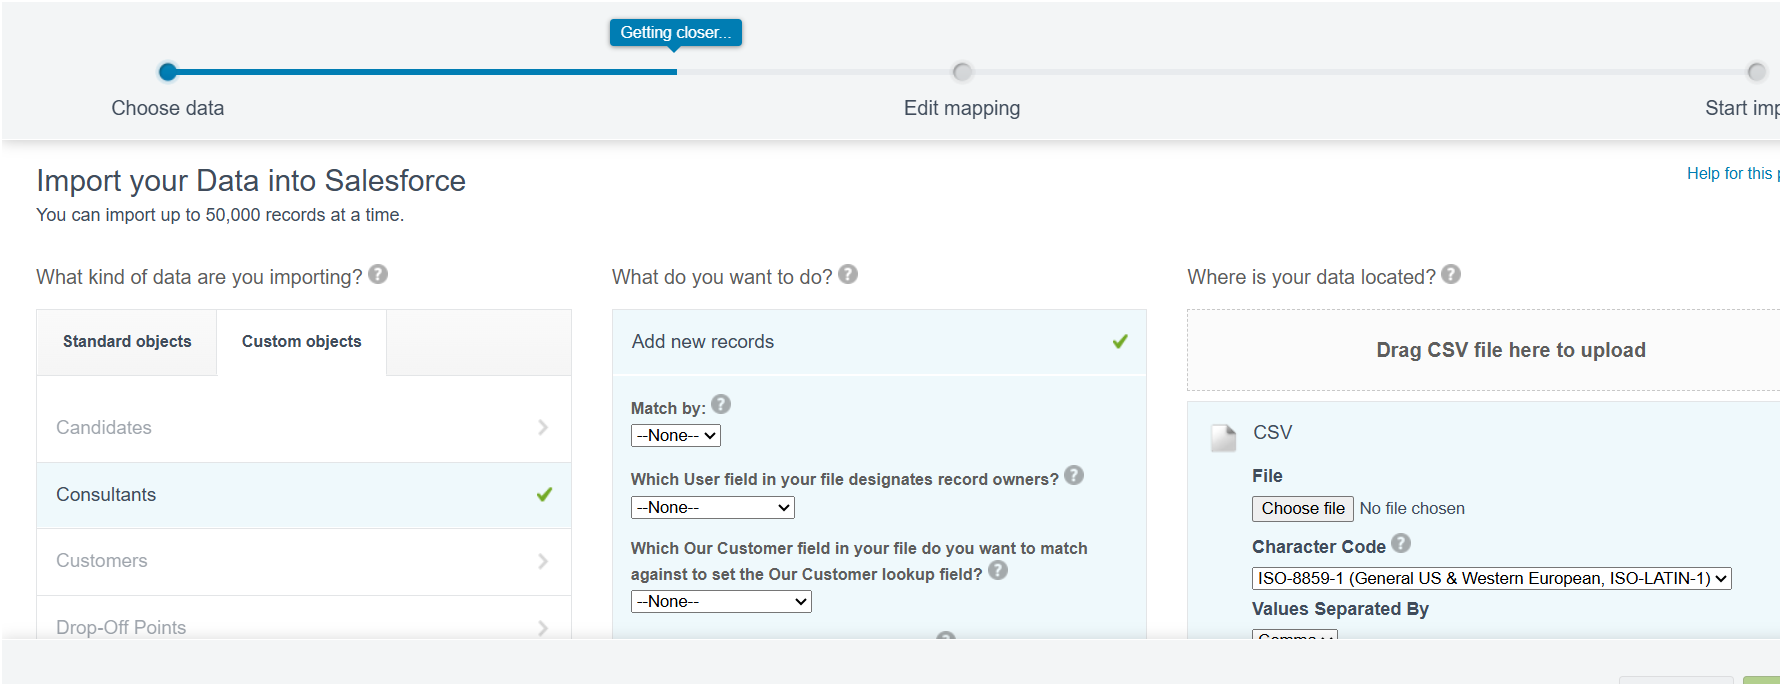 Getting closer...
Choose data
Edit mapping
Start imp
Import your Data into Salesforce
Help for this
You can import up to 50,000 records at a time.
What kind of data are you importing? ?
What do you want to do? ?
Where is your data located? ?
Standard objects
Custom objects
Candidates
Consultants
Customers
Drop-Off Points
Add new records
Match by: ?
--None--
Which User field in your file designates record owners? ?
--None--
Which Our Customer field in your file do you want to match
against to set the Our Customer lookup field? ?
--None--
Drag CSV file here to upload
CSV
File
Choose file No file chosen
Character Code ?
ISO-8859-1 (General US & Western European, ISO-LATIN-1)
Values Separated By
Comma